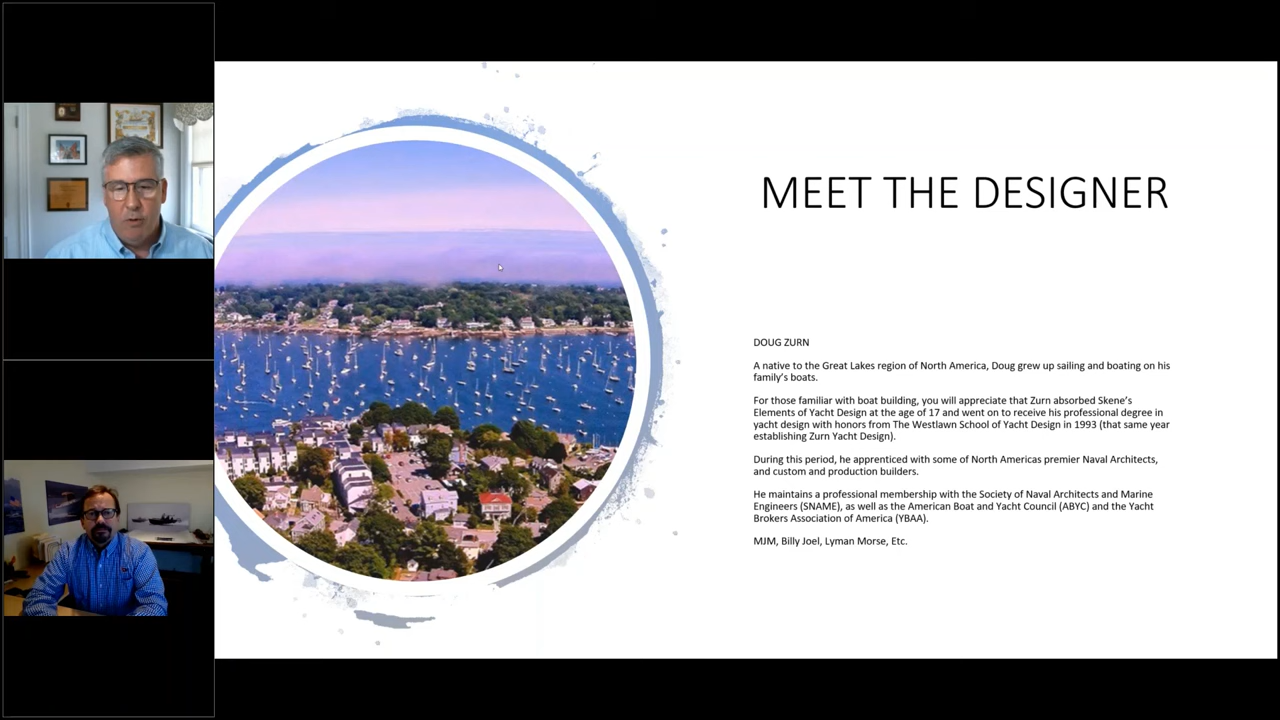 MEET THE DESIGNER
DOUG ZURN
A native to the Great Lakes region of North America, Doug grew up sailing and boating on his
family's boats.
For those familiar with boat building, you will appreciate that Zurn absorbed Skene's
Elements of Yacht Design at the age of 17 and went on to receive his professional degree in
yacht design with honors from The Westlawn School of Yacht Design in 1993 (that same year
establishing Zurn Yacht Design).
During this period, he apprenticed with some of North Americas premier Naval Architects,
and custom and production builders.
He maintains a professional membership with the Society of Naval Architects and Marine
Engineers (SNAME), as well as the American Boat and Yacht Council (ABYC) and the Yacht
Brokers Association of America (YBAA).
MJM, Billy Joel, Lyman Morse, Etc.